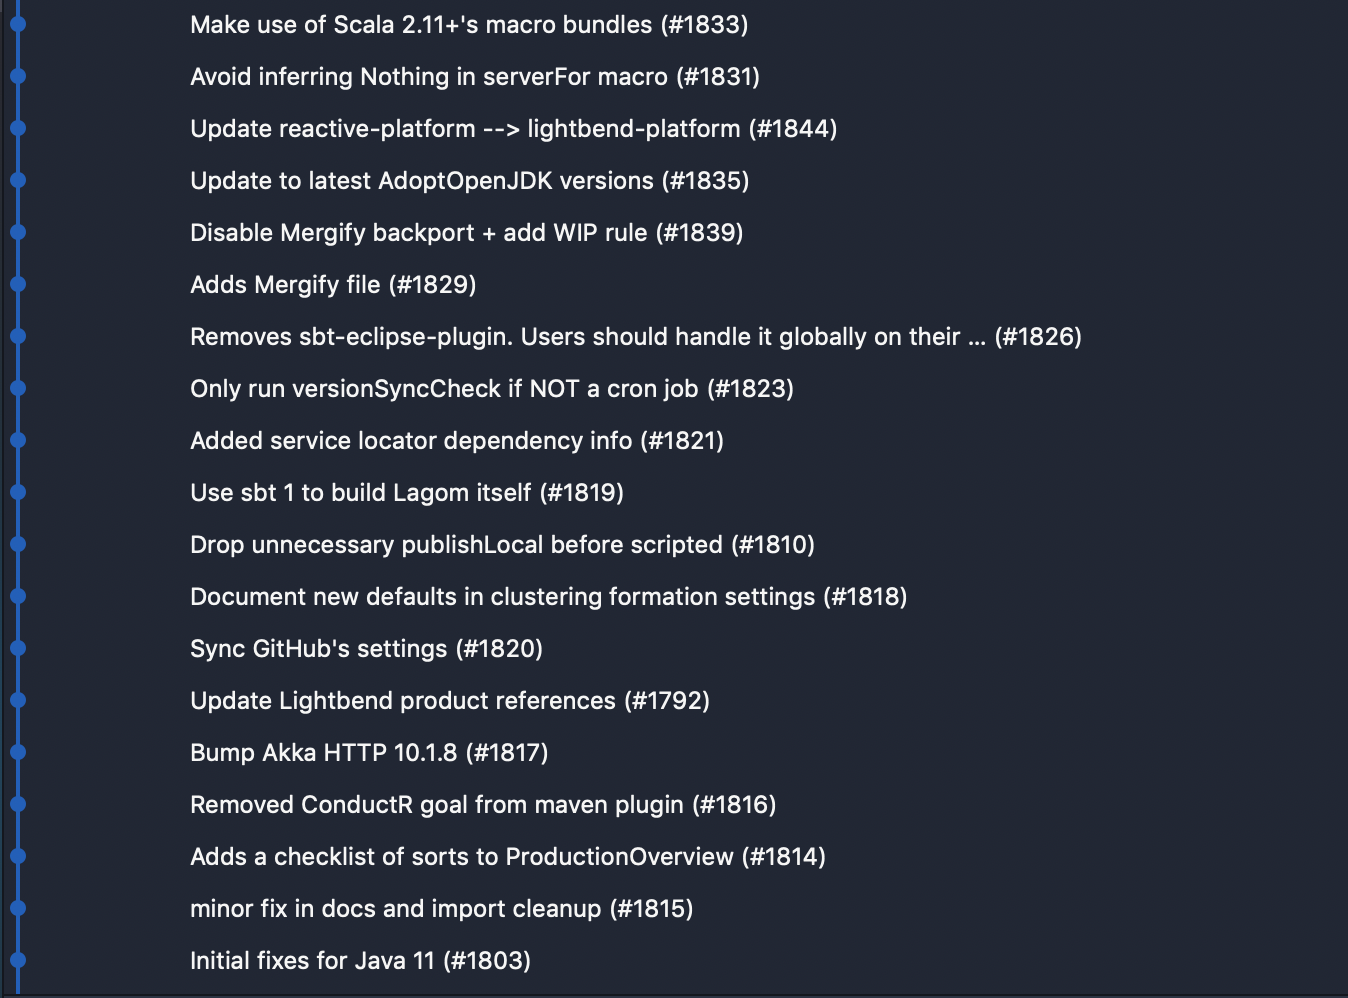 Make use of Scala 2.11+'s macro bundles (#1833)
Avoid inferring Nothing in serverFor macro (#1831)
Update reactive-platform --> lightbend-platform (#1844)
Update to latest AdoptOpenJDK versions (#1835)
Disable Mergify backport + add WIP rule (#1839)
Adds Mergify file (#1829)
Removes sbt-eclipse-plugin. Users should handle it globally on their ... (#1826)
Only run versionSyncCheck if NOT a cron job (#1823)
Added service locator dependency info (#1821)
Use sbt 1 to build Lagom itself (#1819)
Drop unnecessary publishLocal before scripted (#1810)
Document new defaults in clustering formation settings (#1818)
Sync GitHub's settings (#1820)
Update Lightbend product references (#1792)
Bump Akka HTTP 10.1.8 (#1817)
Removed ConductR goal from maven plugin (#1816)
Adds a checklist of sorts to ProductionOverview (#1814)
minor fix in docs and import cleanup (#1815)
Initial fixes for Java 11 (#1803)